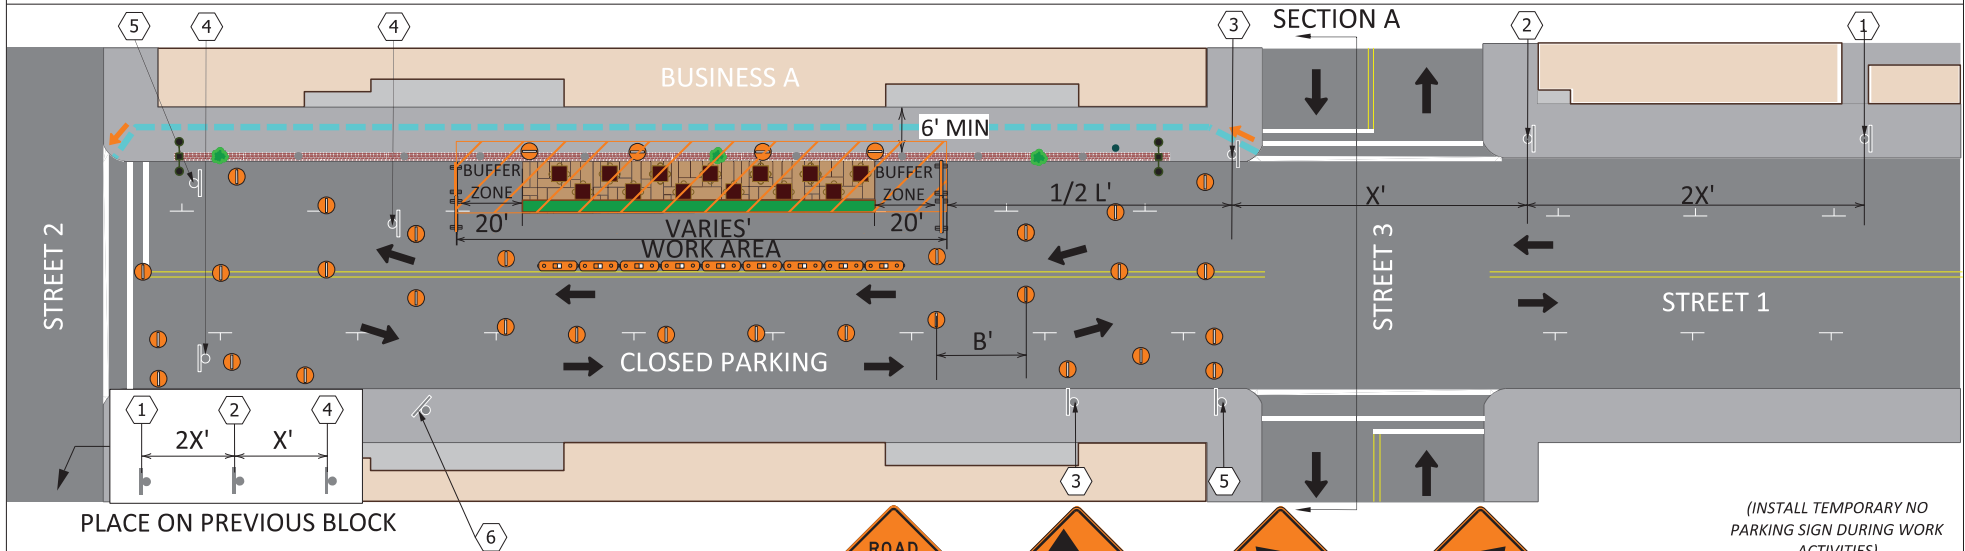 5
4
4
3
SECTION A
2
1
BUSINESS A
6' MIN
BUFFER
ZONE
BUFFER
ZONE
20'
VARIES'
20'
WORK AREA
1/2 L'
X'
2X'
STREET 2
STREET 3
STREET 1
B'
CLOSED PARKING
1
2
4
2X'
X'
3
5
6
PLACE ON PREVIOUS BLOCK
ROAD
(INSTALL TEMPORARY NO
PARKING SIGN DURING WORK
ACTIVITIES)